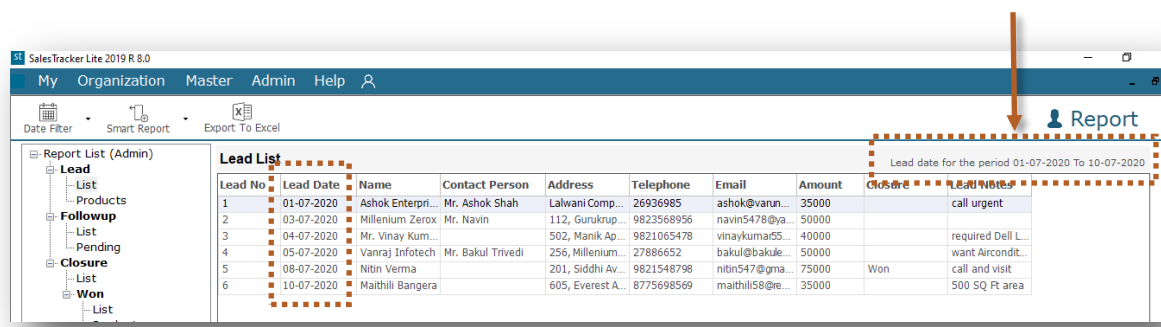 st SalesTracker Lite 2019 R 8.0
My Organization Master Admin Help
Date Filter Smart Report Export To Excel Report
Report List (Admin)
Lead
List
Products
Followup
List
Pending
Closure
List
Won
List
Lead List Lead date for the period 01-07-2020 To 10-07-2020
Lead No Lead Date Name Contact Person Address Telephone Email Amount Closure Lead Notes
1 01-07-2020 Ashok Enterpri... Mr. Ashok Shah Lalwani Comp... 26936985 ashok@varun... 35000 call urgent
2 03-07-2020 Millenium Zerox Mr. Navin 112, Gurukrup... 9823568956 navin5478@ya... 50000
3 04-07-2020 Mr. Vinay Kum... 502, Manik Ap... 9821065478 vinaykumar55... 40000 required Dell L...
4 05-07-2020 Vanraj Infotech Mr. Bakul Trivedi 256, Millenium... 27886652 bakul@bakule... 50000 want Aircondit...
5 08-07-2020 Nitin Verma 201, Siddhi Av... 9821548798 nitin547@gma... 75000 Won call and visit
6 10-07-2020 Maithili Bangera 605, Everest A... 8775698569 maithili58@re... 35000 500 SQ Ft area